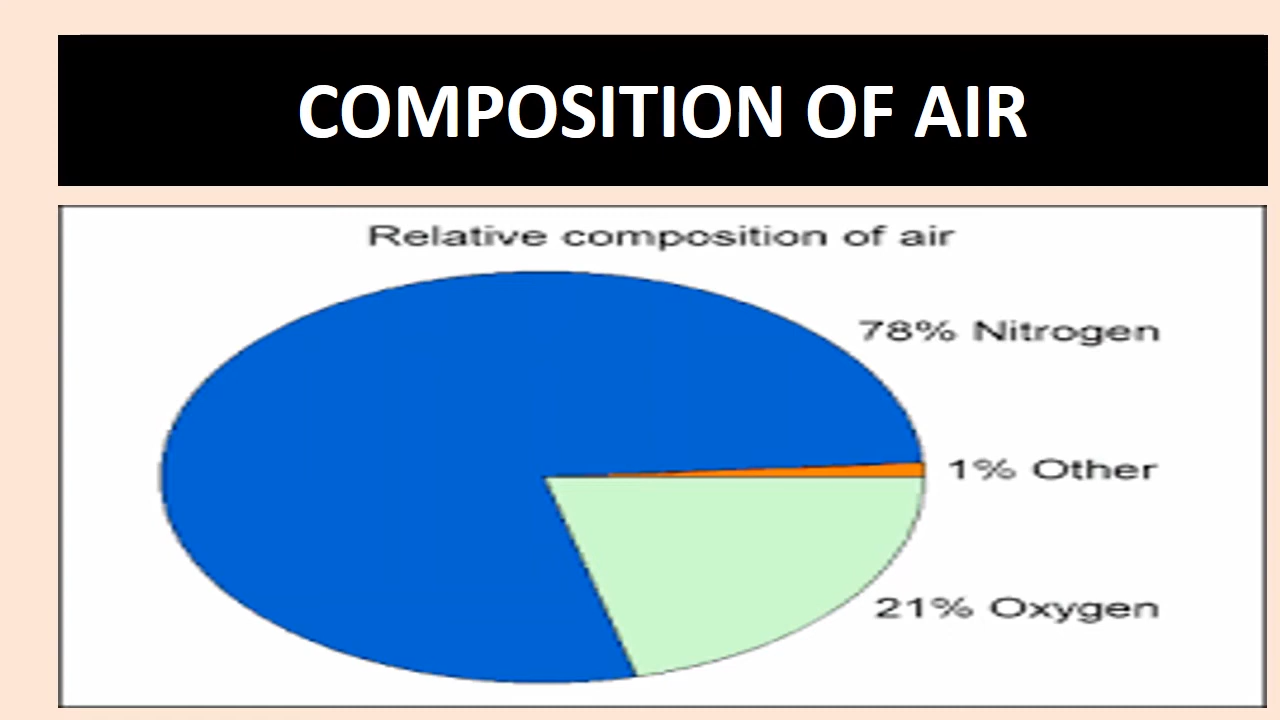 COMPOSITION OF AIR
Relative composition of air
78% Nitrogen
1% Other
21% Oxygen